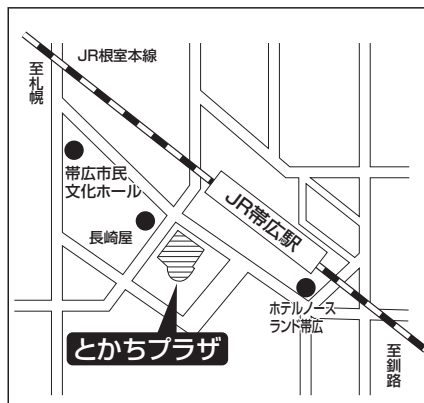 JR根室本線
至札幌
帯広市民
文化ホール
長崎屋
JR帯広駅
ホテルノース
ランド帯広
とかちプラザ
至釧路